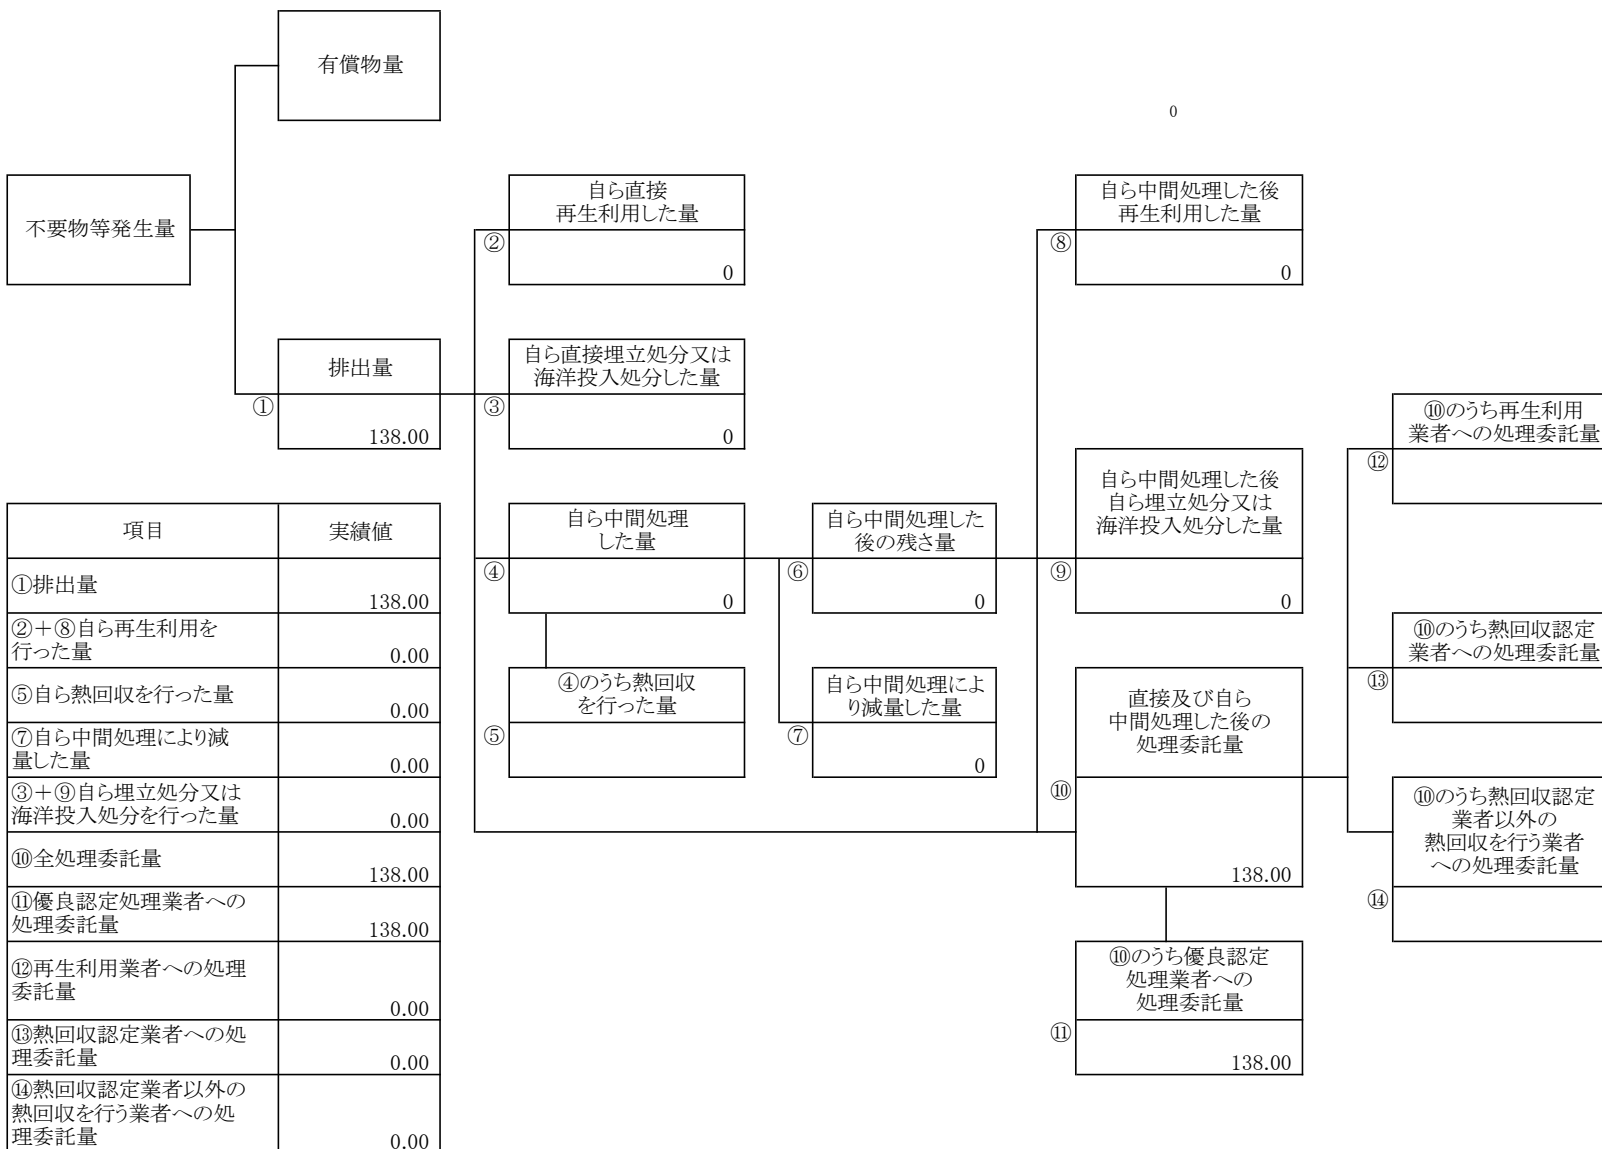 有償物量
0
不要物等発生量
自ら直接
再生利用した量
②
0
自ら中間処理した後
再生利用した量
⑧
0
排出量
①
138.00
自ら直接埋立処分又は
海洋投入処分した量
③
0
⑩のうち再生利用
業者への処理委託量
⑫
自ら中間処理
した量
④
0
自ら中間処理した
後の残さ量
⑥
0
自ら中間処理した後
自ら埋立処分又は
海洋投入処分した量
⑨
0
⑩のうち熱回収認定
業者への処理委託量
⑬
④のうち熱回収
を行った量
⑤
自ら中間処理によ
り減量した量
⑦
0
直接及び自ら
中間処理した後の
処理委託量
⑩
138.00
⑩のうち熱回収認定
業者以外の
熱回収を行う業者
への処理委託量
⑭
⑩のうち優良認定
処理業者への
処理委託量
⑪
138.00
項目 実績値
①排出量 138.00
②＋⑧自ら再生利用を
行った量 0.00
⑤自ら熱回収を行った量 0.00
⑦自ら中間処理により減
量した量 0.00
③＋⑨自ら埋立処分又は
海洋投入処分を行った量 0.00
⑩全処理委託量 138.00
⑪優良認定処理業者への
処理委託量 138.00
⑫再生利用業者への処理
委託量 0.00
⑬熱回収認定業者への処
理委託量 0.00
⑭熱回収認定業者以外の
熱回収を行う業者への処
理委託量 0.00